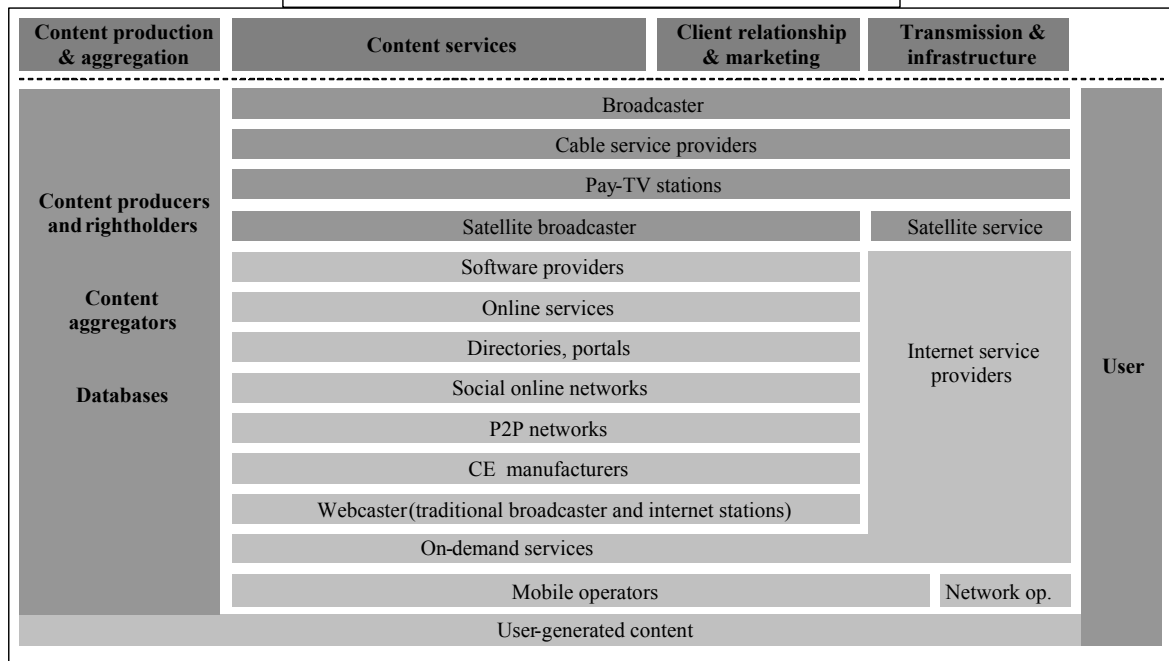 Content production
& aggregation
Content services
Client relationship
& marketing
Transmission &
infrastructure
Broadcaster
Cable service providers
Pay-TV stations
Content producers
and rightholders
Satellite broadcaster
Satellite service
Software providers
Content
aggregators
Online services
Directories, portals
Internet service
providers
User
Databases
Social online networks
P2P networks
CE manufacturers
Webcaster (traditional broadcaster and internet stations)
On-demand services
Mobile operators
Network op.
User-generated content